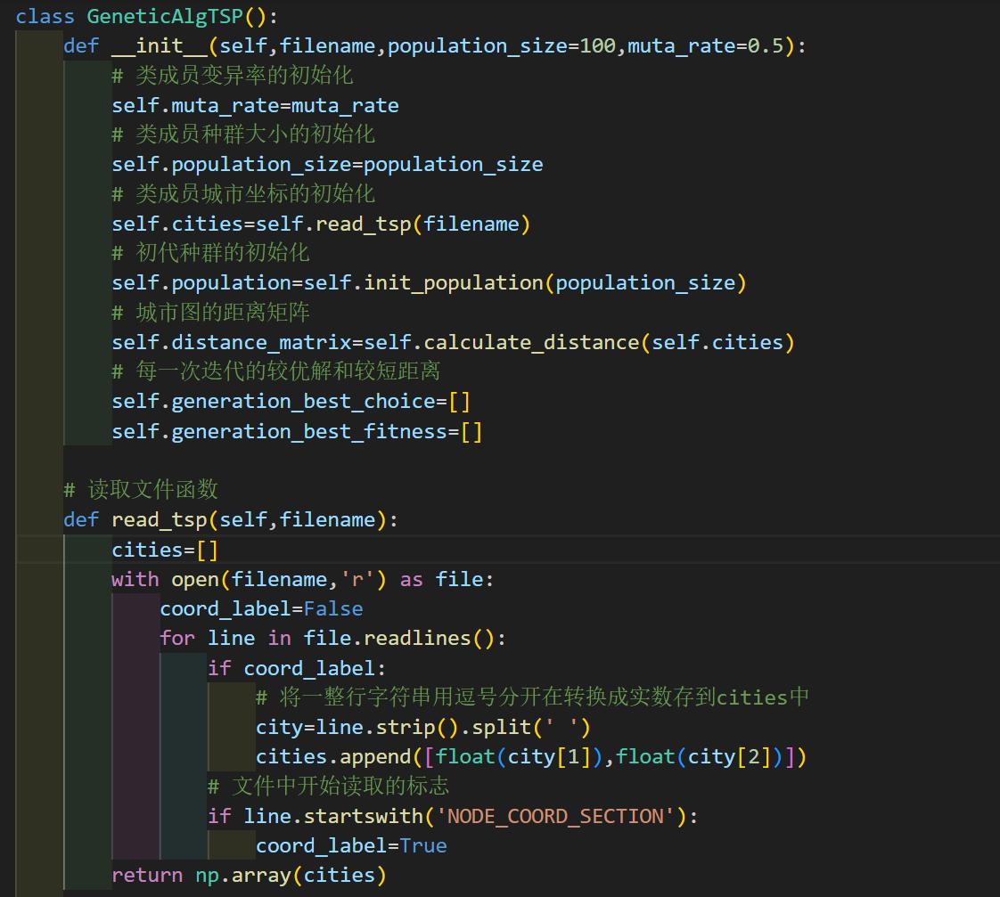 class GeneticAlgTSP():
def __init__(self,filename,population_size=100,muta_rate=0.5):
# 类成员变异率的初始化
self.muta_rate=muta_rate
# 类成员种群大小的初始化
self.population_size=population_size
# 类成员城市坐标的初始化
self.cities=self.read_tsp(filename)
# 初代种群的初始化
self.population=self.init_population(population_size)
# 城市图的距离矩阵
self.distance_matrix=self.calculate_distance(self.cities)
# 每一次迭代的较优解和较短距离
self.generation_best_choice=[]
self.generation_best_fitness=[]
# 读取文件函数
def read_tsp(self,filename):
cities=[]
with open(filename,'r') as file:
coord_label=False
for line in file.readlines():
if coord_label:
# 将一整行字符串用逗号分开在转换成实数存到cities中
city=line.strip().split(' ')
cities.append([float(city[1]),float(city[2])])
# 文件中开始读取的标志
if line.startswith('NODE_COORD_SECTION'):
coord_label=True
return np.array(cities)